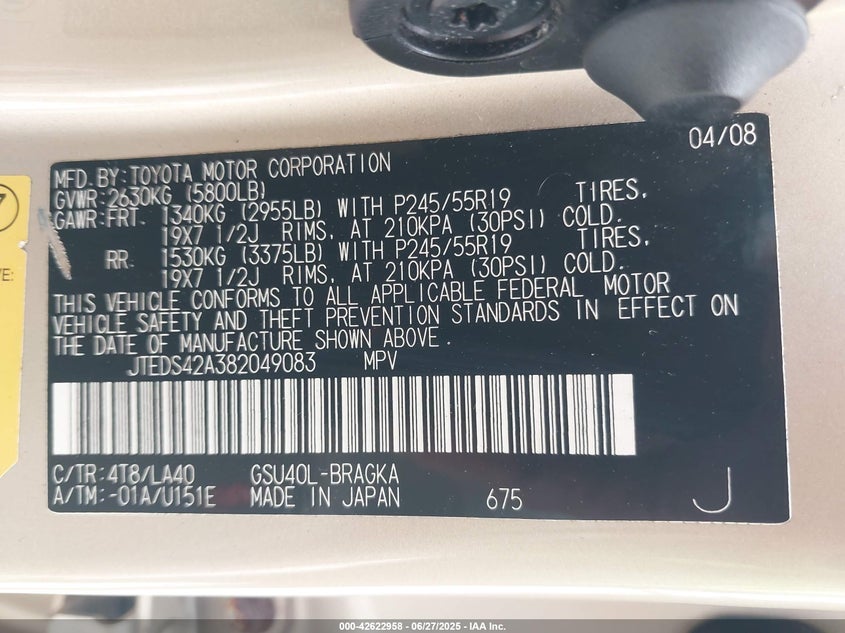 04/08
MFD. BY: TOYOTA MOTOR CORPORATION
GVWR: 2630KG (5800LB)
GAWR: FRT. 1340KG (2955LB) WITH P245/55R19 TIRES,
19X7 1/2J RIMS, AT 210KPA (30PSI) COLD.
RR. 1530KG (3375LB) WITH P245/55R19 TIRES,
19X7 1/2J RIMS, AT 210KPA (30PSI) COLD.
THIS VEHICLE CONFORMS TO ALL APPLICABLE FEDERAL MOTOR
VEHICLE SAFETY AND THEFT PREVENTION STANDARDS IN EFFECT ON
THE DATE OF MANUFACTURE SHOWN ABOVE.
JTEDS42A382049083 MPV
C/TR: 4T8/LA40 GSU40L-BRAGKA
A/TM: -01A/U151E MADE IN JAPAN 675 J
000-42622958 - 06/27/2025 - IAA Inc.